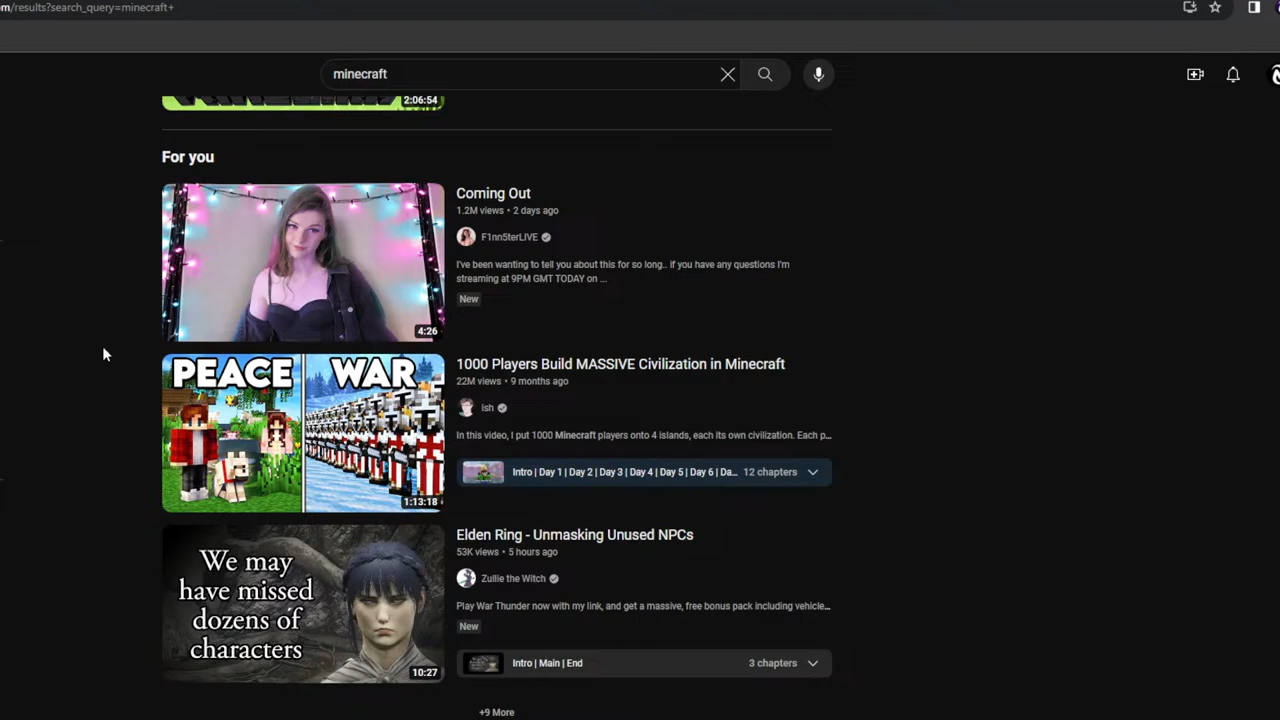 om/results?search_query=minecraft+
minecraft
2:06:54
For you
Coming Out
1.2M views • 2 days ago
F1nn5terLIVE
I've been wanting to tell you about this for so long.. if you have any questions I'm
streaming at 9PM GMT TODAY on ...
New
4:26
PEACE WAR
1:13:18
1000 Players Build MASSIVE Civilization in Minecraft
22M views • 9 months ago
ish
In this video, I put 1000 Minecraft players onto 4 islands, each its own civilization. Each p...
Intro | Day 1 | Day 2 | Day 3 | Day 4 | Day 5 | Day 6 | Da... 12 chapters
We may
have missed
dozens of
characters
10:27
Elden Ring - Unmasking Unused NPCs
53K views • 5 hours ago
Zullie the Witch
Play War Thunder now with my link, and get a massive, free bonus pack including vehicle...
New
Intro | Main | End 3 chapters
+9 More